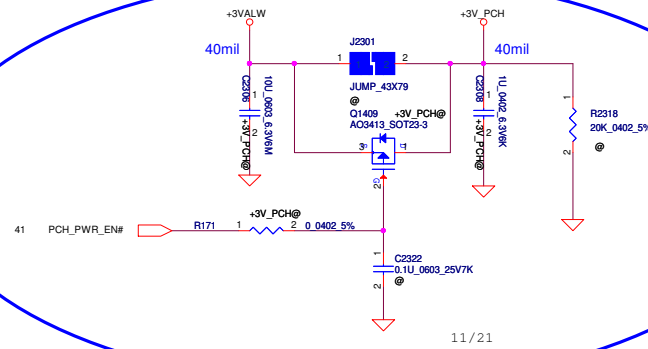 +3VALW
+3V_PCH
40mil
J2301
40mil
1
2
JUMP_43X79
@
C2306
10U_0603_6.3V6M
1
2
+3V_PCH@
Q1409
+3V_PCH@
AO3413_SOT23-3
3
S
D
1
G
2
C2308
1U_0402_6.3V6K
1
2
+3V_PCH@
1
R2318
20K_0402_5%
2
@
41
PCH_PWR_EN#
R171
1
+3V_PCH@
2
0_0402_5%
1
C2322
0.1U_0603_25V7K
2
@
11/21